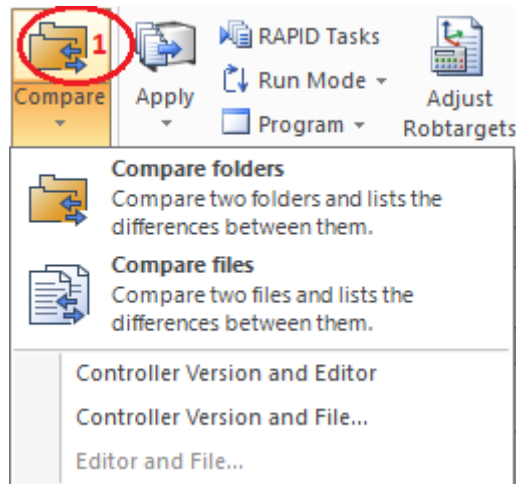 1
Compare
Apply
RAPID Tasks
Run Mode
Program
Adjust
Robtargets
Compare folders
Compare two folders and lists the
differences between them.
Compare files
Compare two files and lists the
differences between them.
Controller Version and Editor
Controller Version and File...
Editor and File...